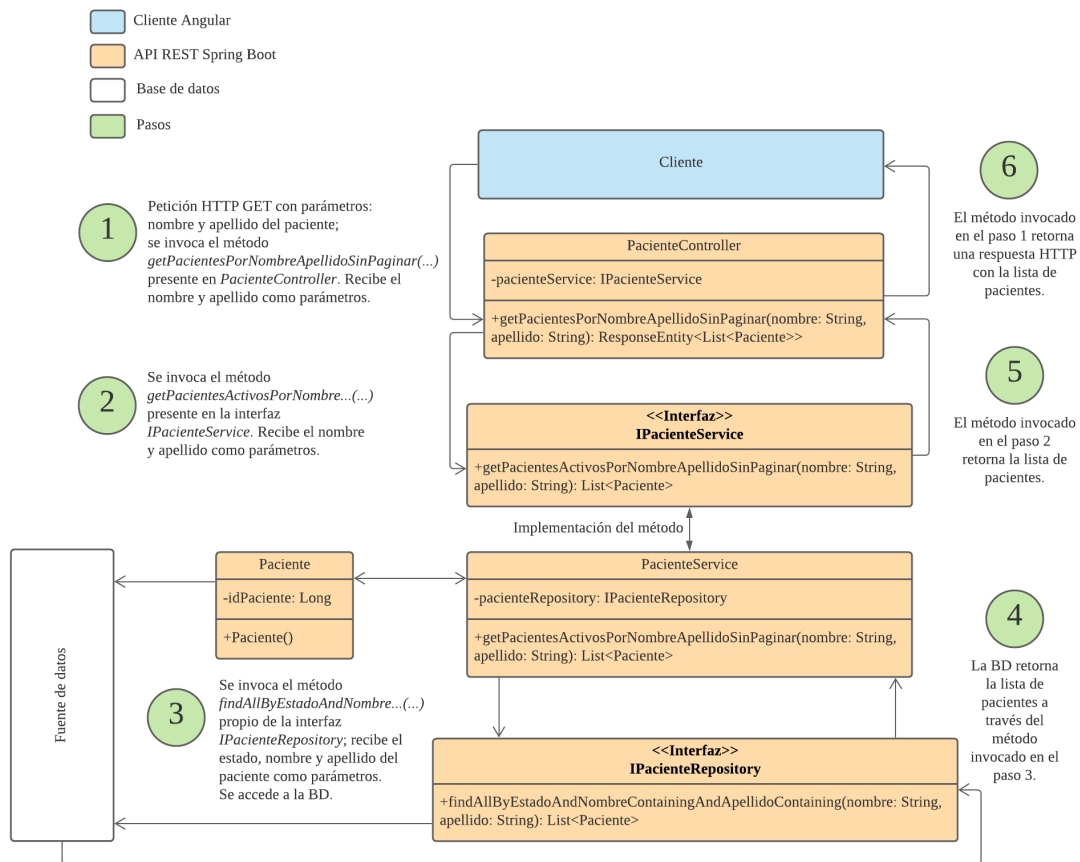 Cliente Angular
API REST Spring Boot
Base de datos
Pasos
Cliente
1
Petición HTTP GET con parámetros:
nombre y apellido del paciente;
se invoca el método
getPacientesPorNombreApellidoSinPaginar(...)
presente en PacienteController. Recibe el
nombre y apellido como parámetros.
6
El método invocado
en el paso 1 retorna
una respuesta HTTP
con la lista de
pacientes.
PacienteController
-pacienteService: IPacienteService
+getPacientesPorNombreApellidoSinPaginar(nombre: String,
apellido: String): ResponseEntity<List<Paciente>>
2
Se invoca el método
getPacientesActivosPorNombre...(...)
presente en la interfaz
IPacienteService. Recibe el nombre
y apellido como parámetros.
5
El método invocado
en el paso 2
retorna la lista de
pacientes.
<<Interfaz>>
IPacienteService
+getPacientesActivosPorNombreApellidoSinPaginar(nombre: String,
apellido: String): List<Paciente>
Implementación del método
Fuente de datos
Paciente
-idPaciente: Long
+Paciente()
PacienteService
-pacienteRepository: IPacienteRepository
+getPacientesActivosPorNombreApellidoSinPaginar(nombre: String,
apellido: String): List<Paciente>
4
La BD retorna
la lista de
pacientes a
través del
método
invocado en el
paso 3.
3
Se invoca el método
findAllByEstadoAndNombre...(...)
propio de la interfaz
IPacienteRepository; recibe el
estado, nombre y apellido del
paciente como parámetros.
Se accede a la BD.
<<Interfaz>>
IPacienteRepository
+findAllByEstadoAndNombreContainingAndApellidoContaining(nombre: String,
apellido: String): List<Paciente>